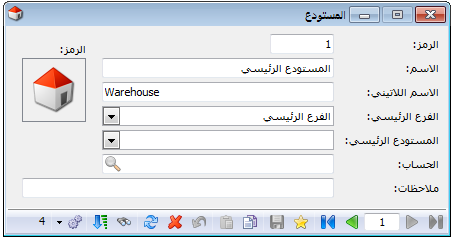 المستودع
الرمز: 1
الرمز:
الاسم: المستودع الرئيسي
الاسم اللاتيني: Warehouse
الفرع الرئيسي: الفرع الرئيسي
المستودع الرئيسي:
الحساب:
ملاحظات:
1 4